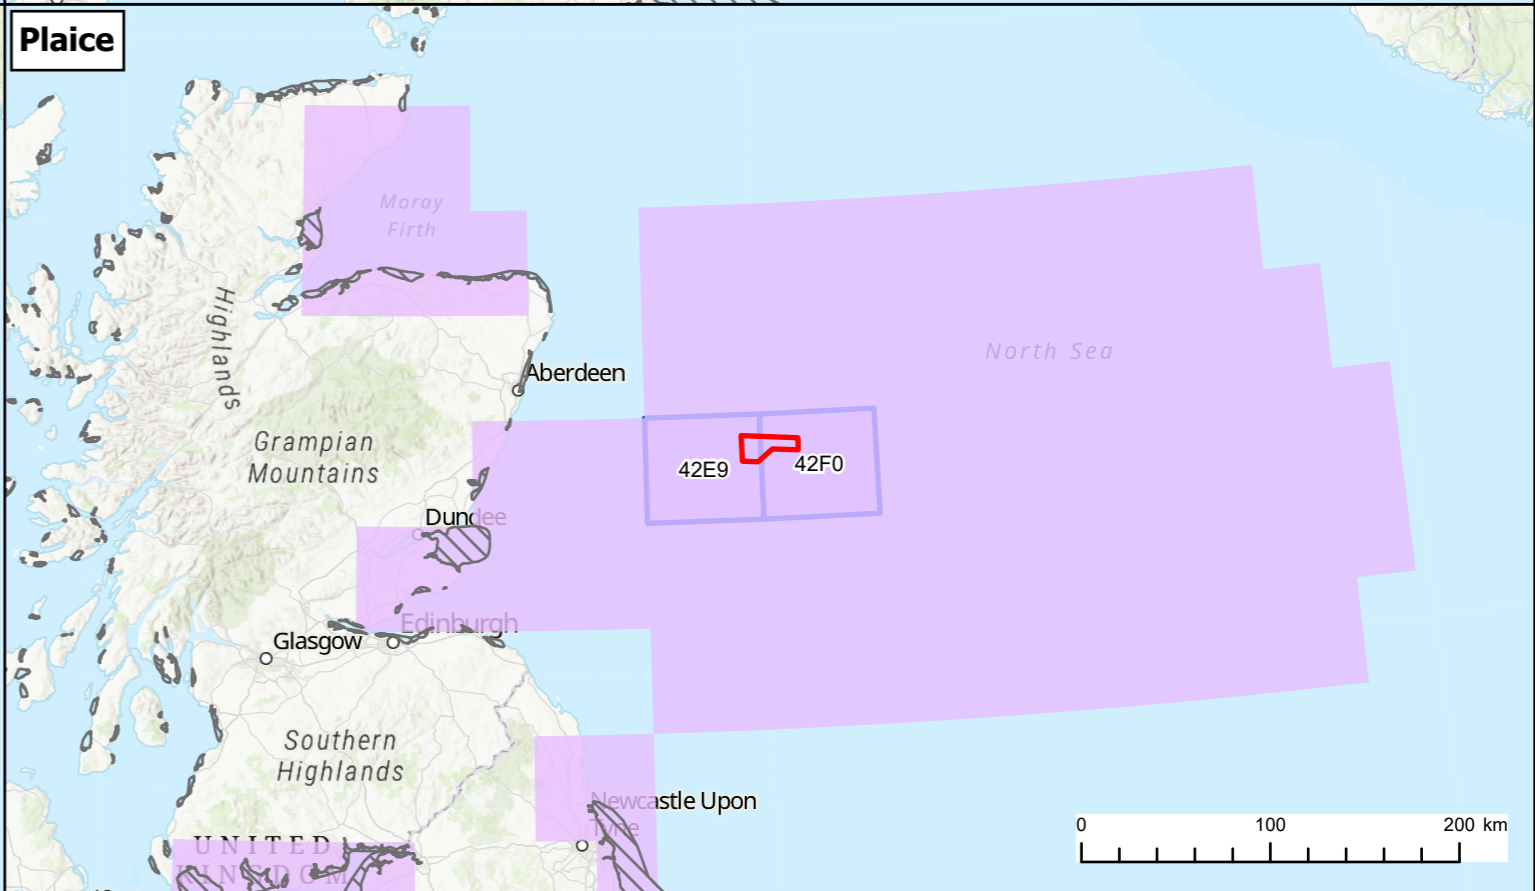 Plaice
Moray
Firth
Highlands
North Sea
Aberdeen
Grampian
Mountains
42E9
42F0
Dundee
Edinburgh
Glasgow
Southern
Highlands
Newcastle Upon
Tyne
UNITED
KINGDOM
0 100 200 km